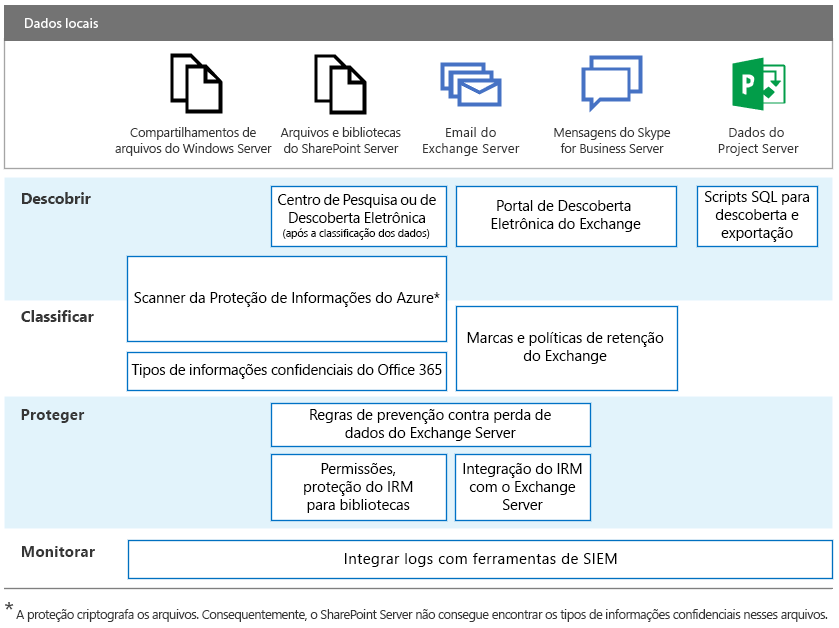 Dados locais
Compartilhamentos de
arquivos do Windows Server
Arquivos e bibliotecas
do SharePoint Server
Email do
Exchange Server
Mensagens do Skype
for Business Server
P
Dados do
Project Server
Descobrir
Centro de Pesquisa ou de
Descoberta Eletrônica
(após a classificação dos dados)
Portal de Descoberta
Eletrônica do Exchange
Scripts SQL para
descoberta e
exportação
Scanner da Proteção de Informações do Azure*
Classificar
Marcas e políticas de retenção
do Exchange
Tipos de informações confidenciais do Office 365
Proteger
Regras de prevenção contra perda de
dados do Exchange Server
Permissões,
proteção do IRM
para bibliotecas
Integração do IRM
com o Exchange
Server
Monitorar
Integrar logs com ferramentas de SIEM
* A proteção criptografa os arquivos. Consequentemente, o SharePoint Server não consegue encontrar os tipos de informações confidenciais nesses arquivos.